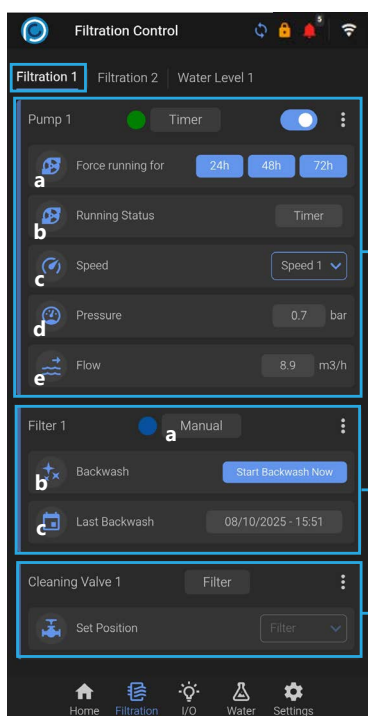 Filtration Control
5
Filtration 1 Filtration 2 Water Level 1
Pump 1 Timer
a Force running for 24h 48h 72h
b Running Status Timer
c Speed Speed 1
d Pressure 0.7 bar
e Flow 8.9 m3/h
Filter 1 a Manual
b Backwash Start Backwash Now
c Last Backwash 08/10/2025 - 15:51
Cleaning Valve 1 Filter
Set Position Filter
Home Filtration I/O Water Settings